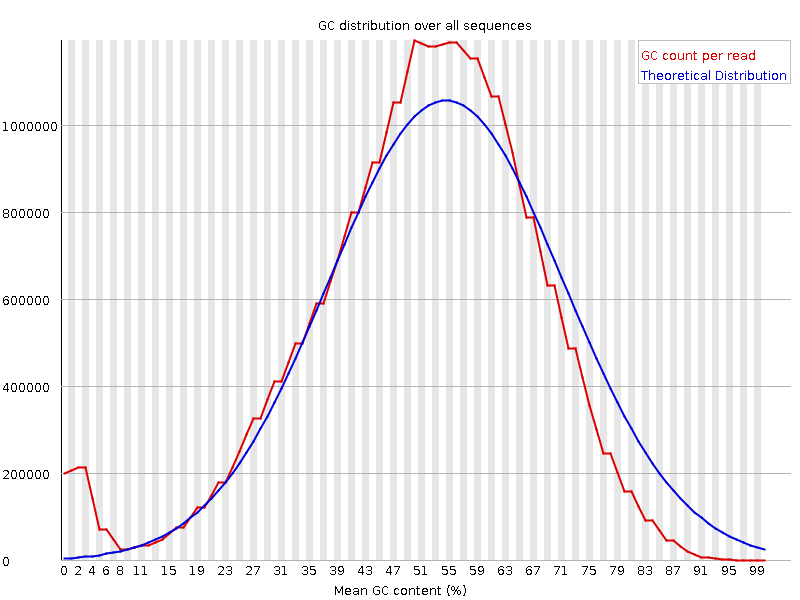 GC distribution over all sequences
GC count per read
Theoretical Distribution
1000000
800000
600000
400000
200000
0
0 2 4 6 8 11 15 19 23 27 31 35 39 43 47 51 55 59 63 67 71 75 79 83 87 91 95 99
Mean GC content (%)